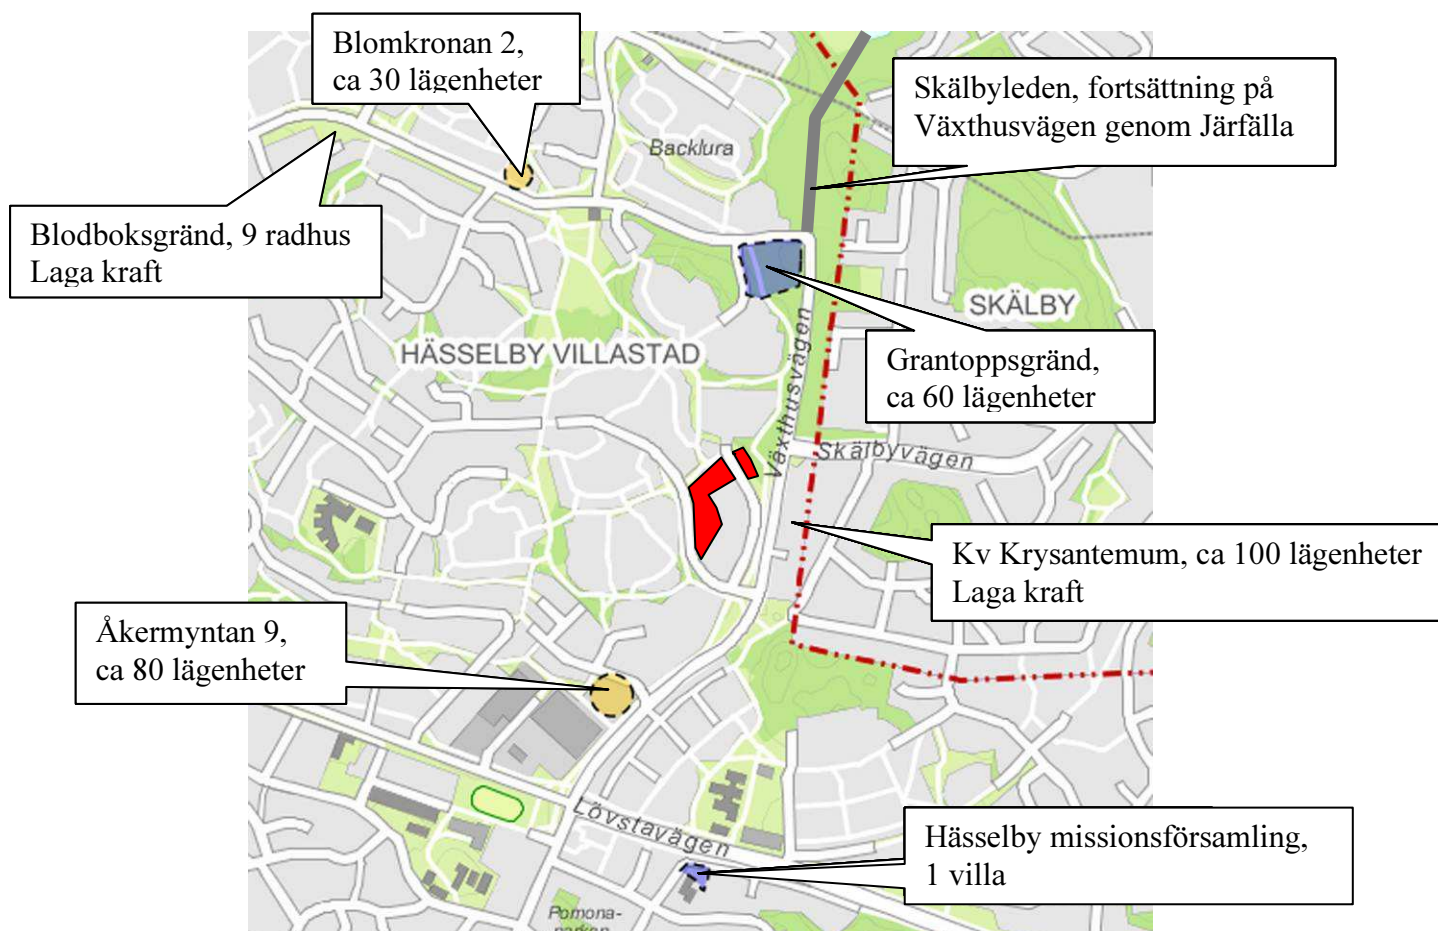 Blomkronan 2,
ca 30 lägenheter
Skälbyleden, fortsättning på
Växthusvägen genom Järfälla
Backlura
Blodboksgränd, 9 radhus
Laga kraft
SKÄLBY
HÄSSELBY VILLASTAD
Växthusvägen
Grantoppsgränd,
ca 60 lägenheter
Skälbyvägen
Kv Krysantemum, ca 100 lägenheter
Laga kraft
Åkermyntan 9,
ca 80 lägenheter
Lövstavägen
Hässelby missionsförsamling,
1 villa
Pomona-
parken